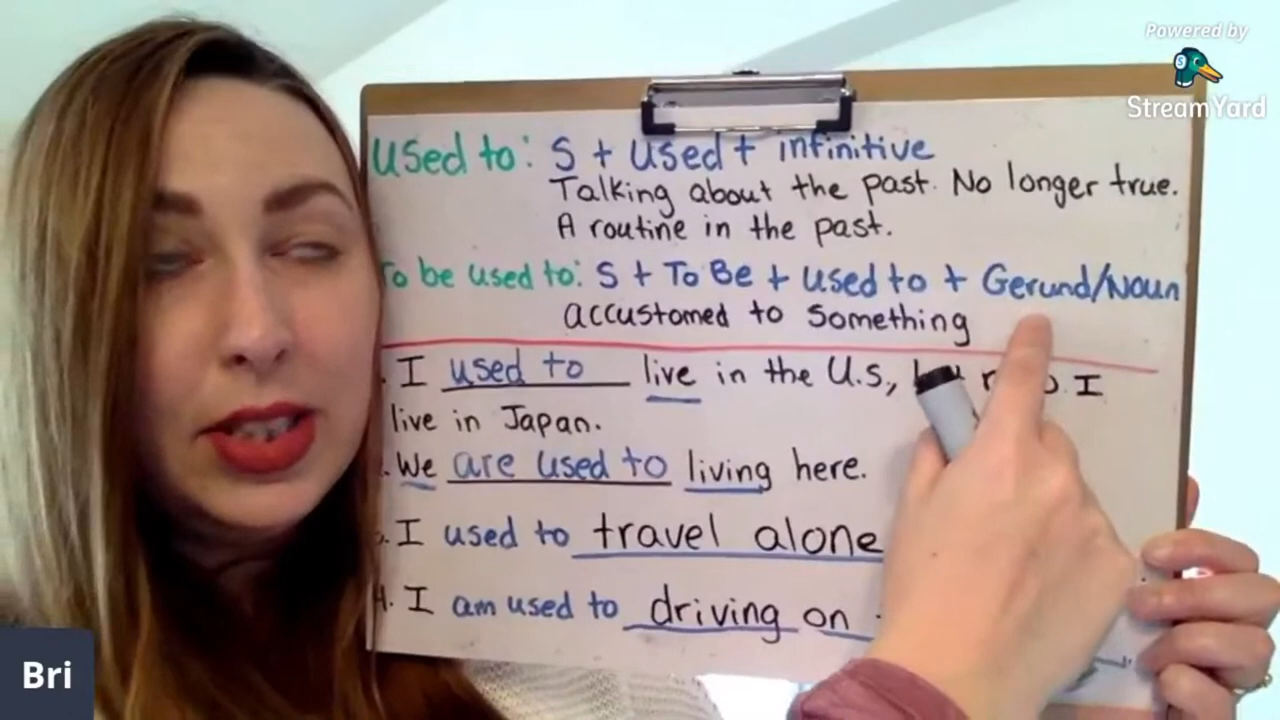 Powered by
StreamYard
Used to: S + used + infinitive
Talking about the past. No longer true.
A routine in the past.
To be used to: S + To Be + used to + Gerund/Noun
accustomed to something
I used to live in the U.S., I
live in Japan.
We are used to living here.
I used to travel alone
4. I am used to driving on
Bri